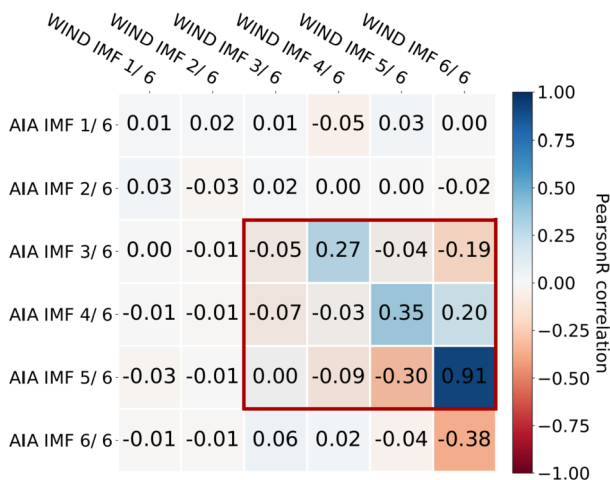 WIND IMF 1/ 6
WIND IMF 2/ 6
WIND IMF 3/ 6
WIND IMF 4/ 6
WIND IMF 5/ 6
WIND IMF 6/ 6
AIA IMF 1/ 6 0.01 0.02 0.01 -0.05 0.03 0.00
AIA IMF 2/ 6 0.03 -0.03 0.02 0.00 0.00 -0.02
AIA IMF 3/ 6 0.00 -0.01 -0.05 0.27 -0.04 -0.19
AIA IMF 4/ 6 -0.01 -0.01 -0.07 -0.03 0.35 0.20
AIA IMF 5/ 6 -0.03 -0.01 0.00 -0.09 -0.30 0.91
AIA IMF 6/ 6 -0.01 -0.01 0.06 0.02 -0.04 -0.38
1.00
0.75
0.50
0.25
0.00
−0.25
−0.50
−0.75
−1.00
PearsonR correlation